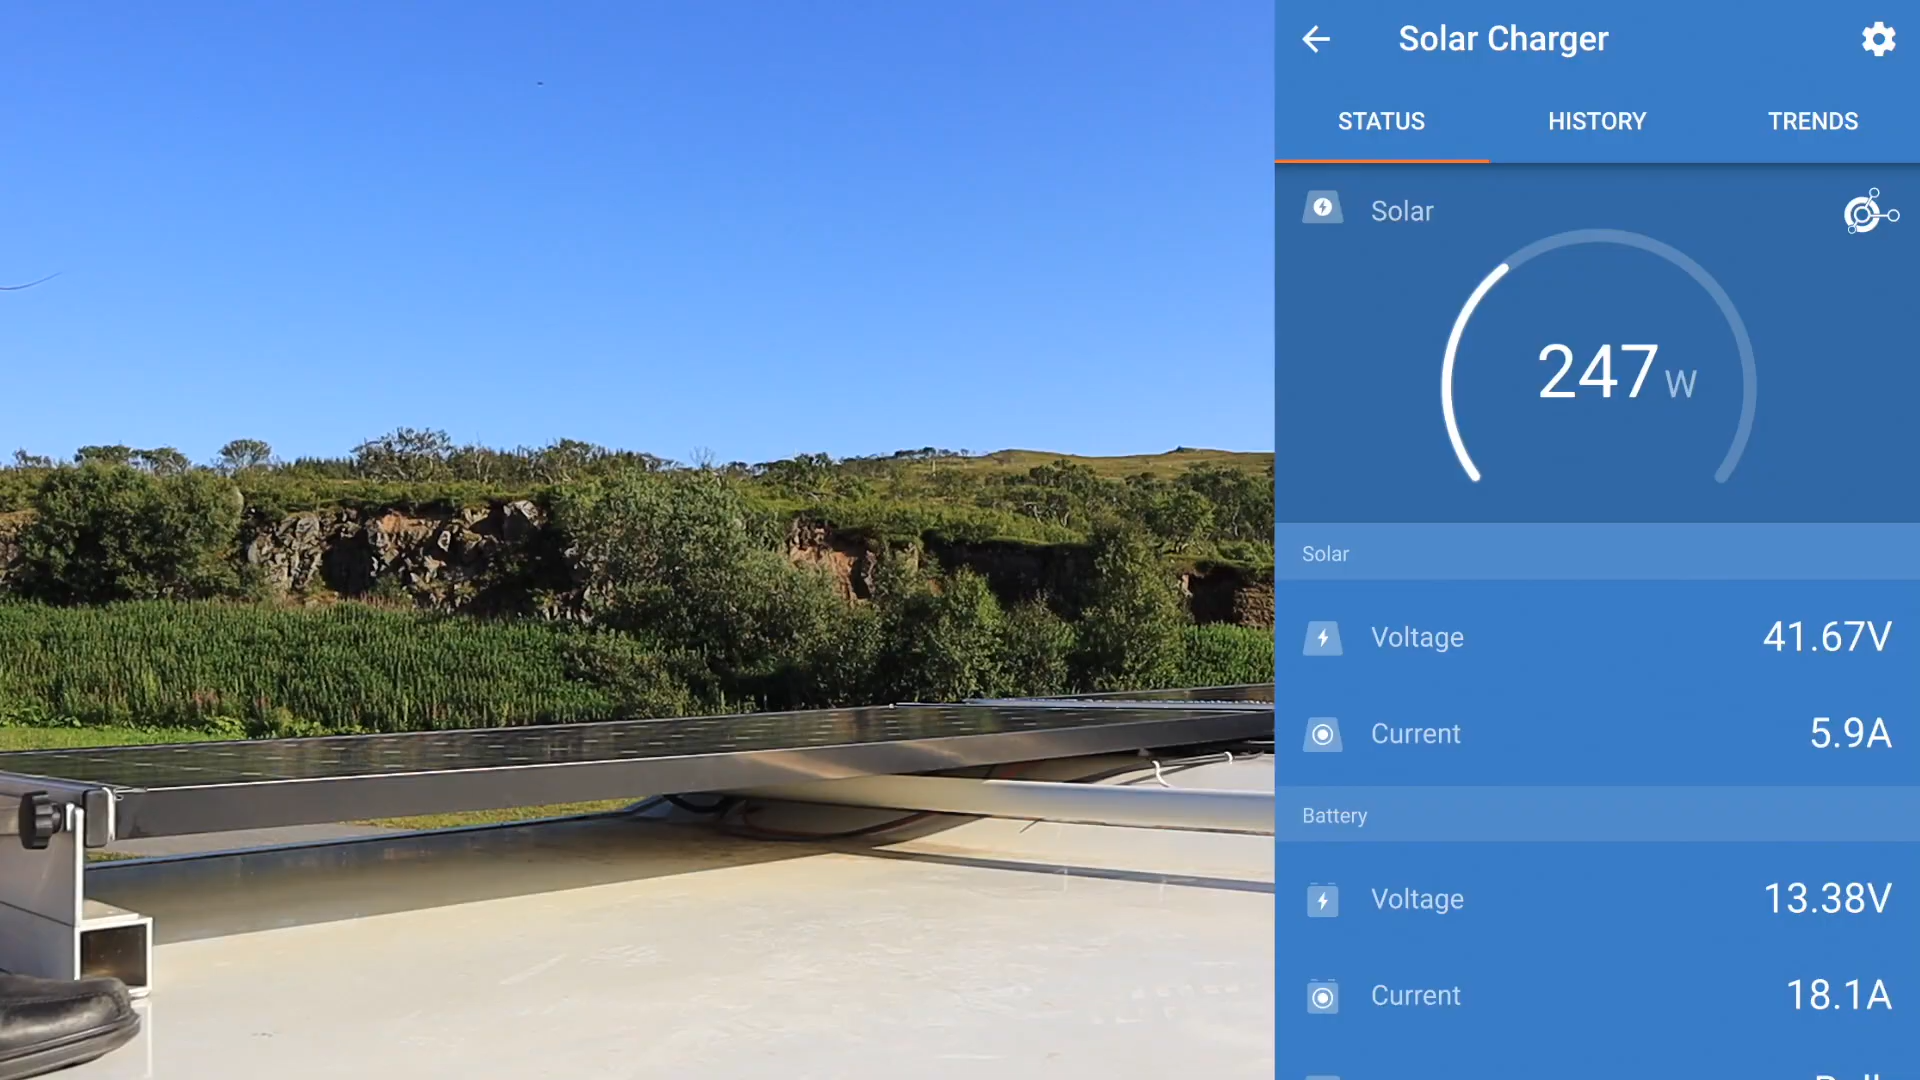 Solar Charger
STATUS HISTORY TRENDS
Solar
247 W
Solar
Voltage 41.67V
Current 5.9A
Battery
Voltage 13.38V
Current 18.1A